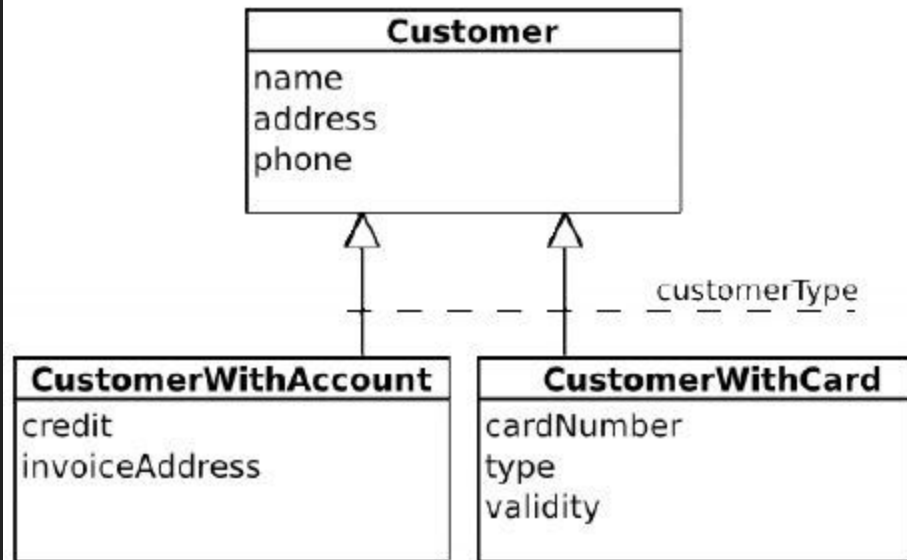 Customer
name
address
phone
customerType
CustomerWithAccount
credit
invoiceAddress
CustomerWithCard
cardNumber
type
validity